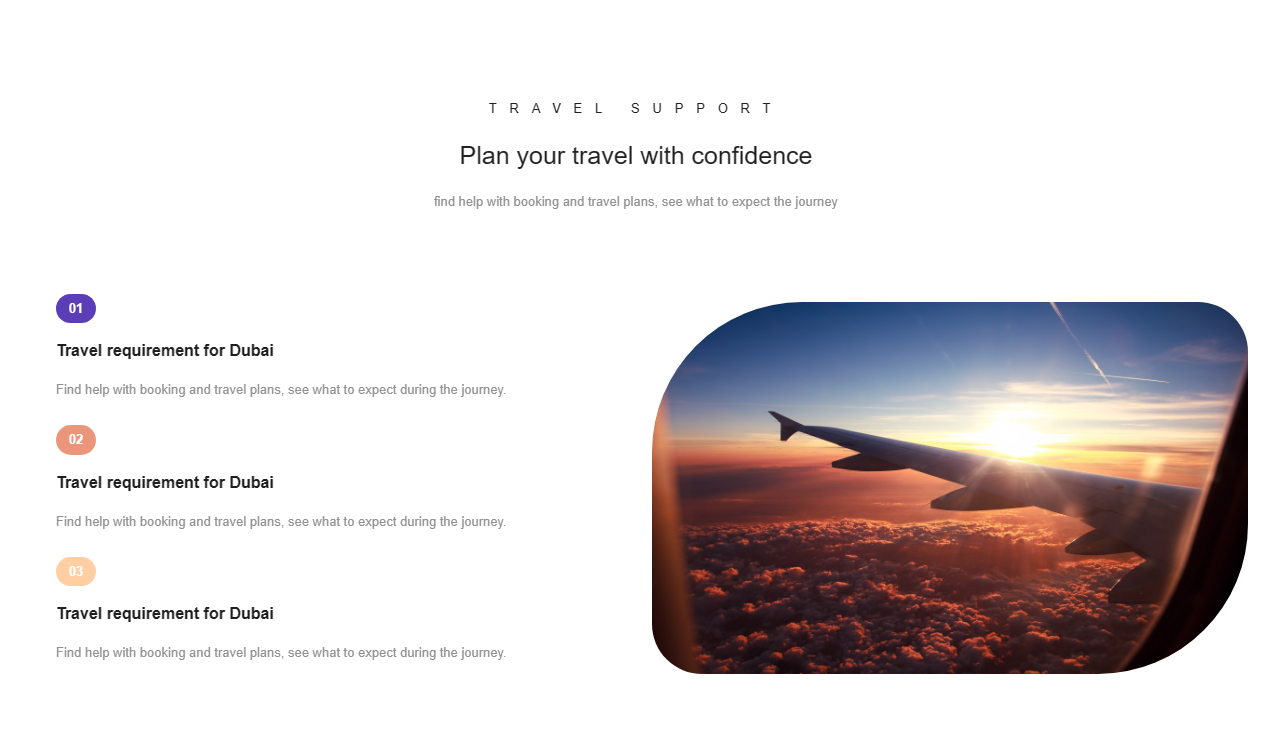 TRAVEL SUPPORT
Plan your travel with confidence
find help with booking and travel plans, see what to expect the journey
01
Travel requirement for Dubai
Find help with booking and travel plans, see what to expect during the journey.
02
Travel requirement for Dubai
Find help with booking and travel plans, see what to expect during the journey.
03
Travel requirement for Dubai
Find help with booking and travel plans, see what to expect during the journey.